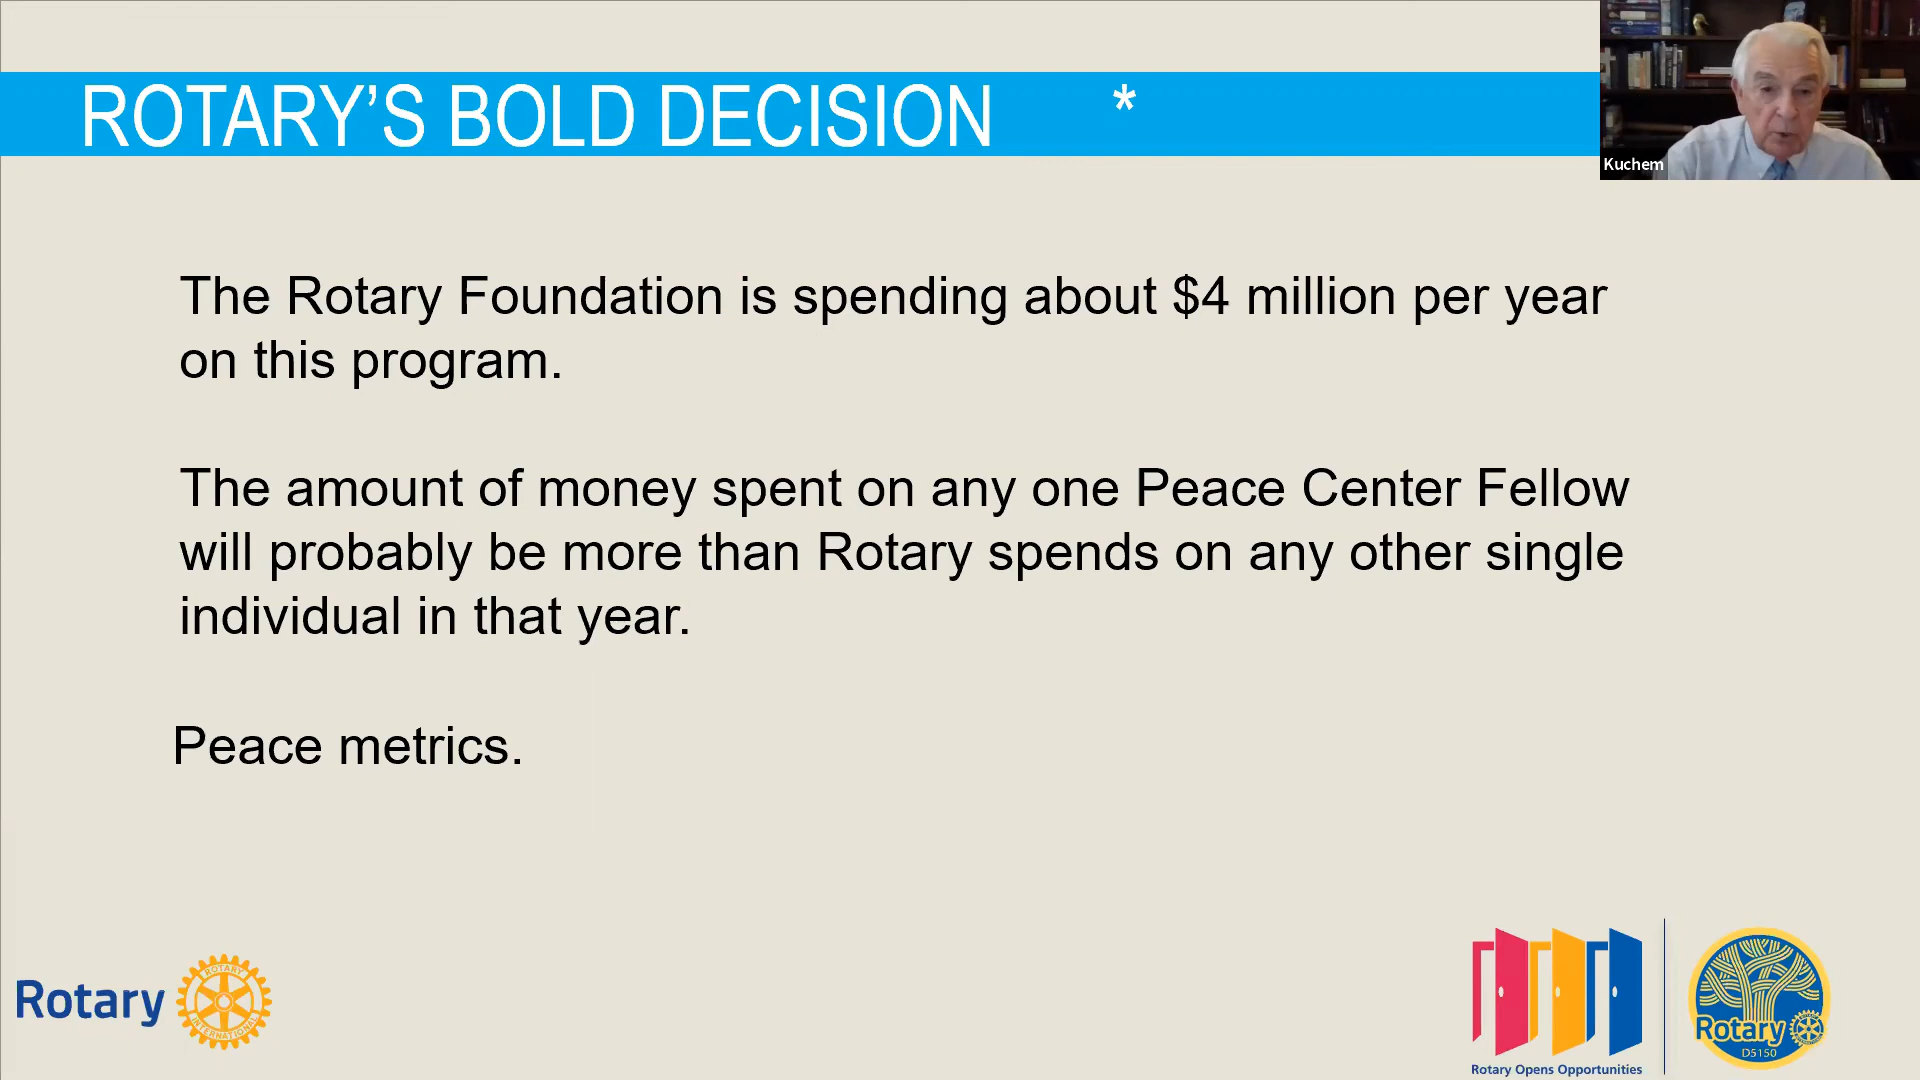 ROTARY’S BOLD DECISION *
Kuchem
The Rotary Foundation is spending about $4 million per year
on this program.
The amount of money spent on any one Peace Center Fellow
will probably be more than Rotary spends on any other single
individual in that year.
Peace metrics.
Rotary
ROTARY
INTERNATIONAL
Rotary Opens Opportunities
Rotary
D5150